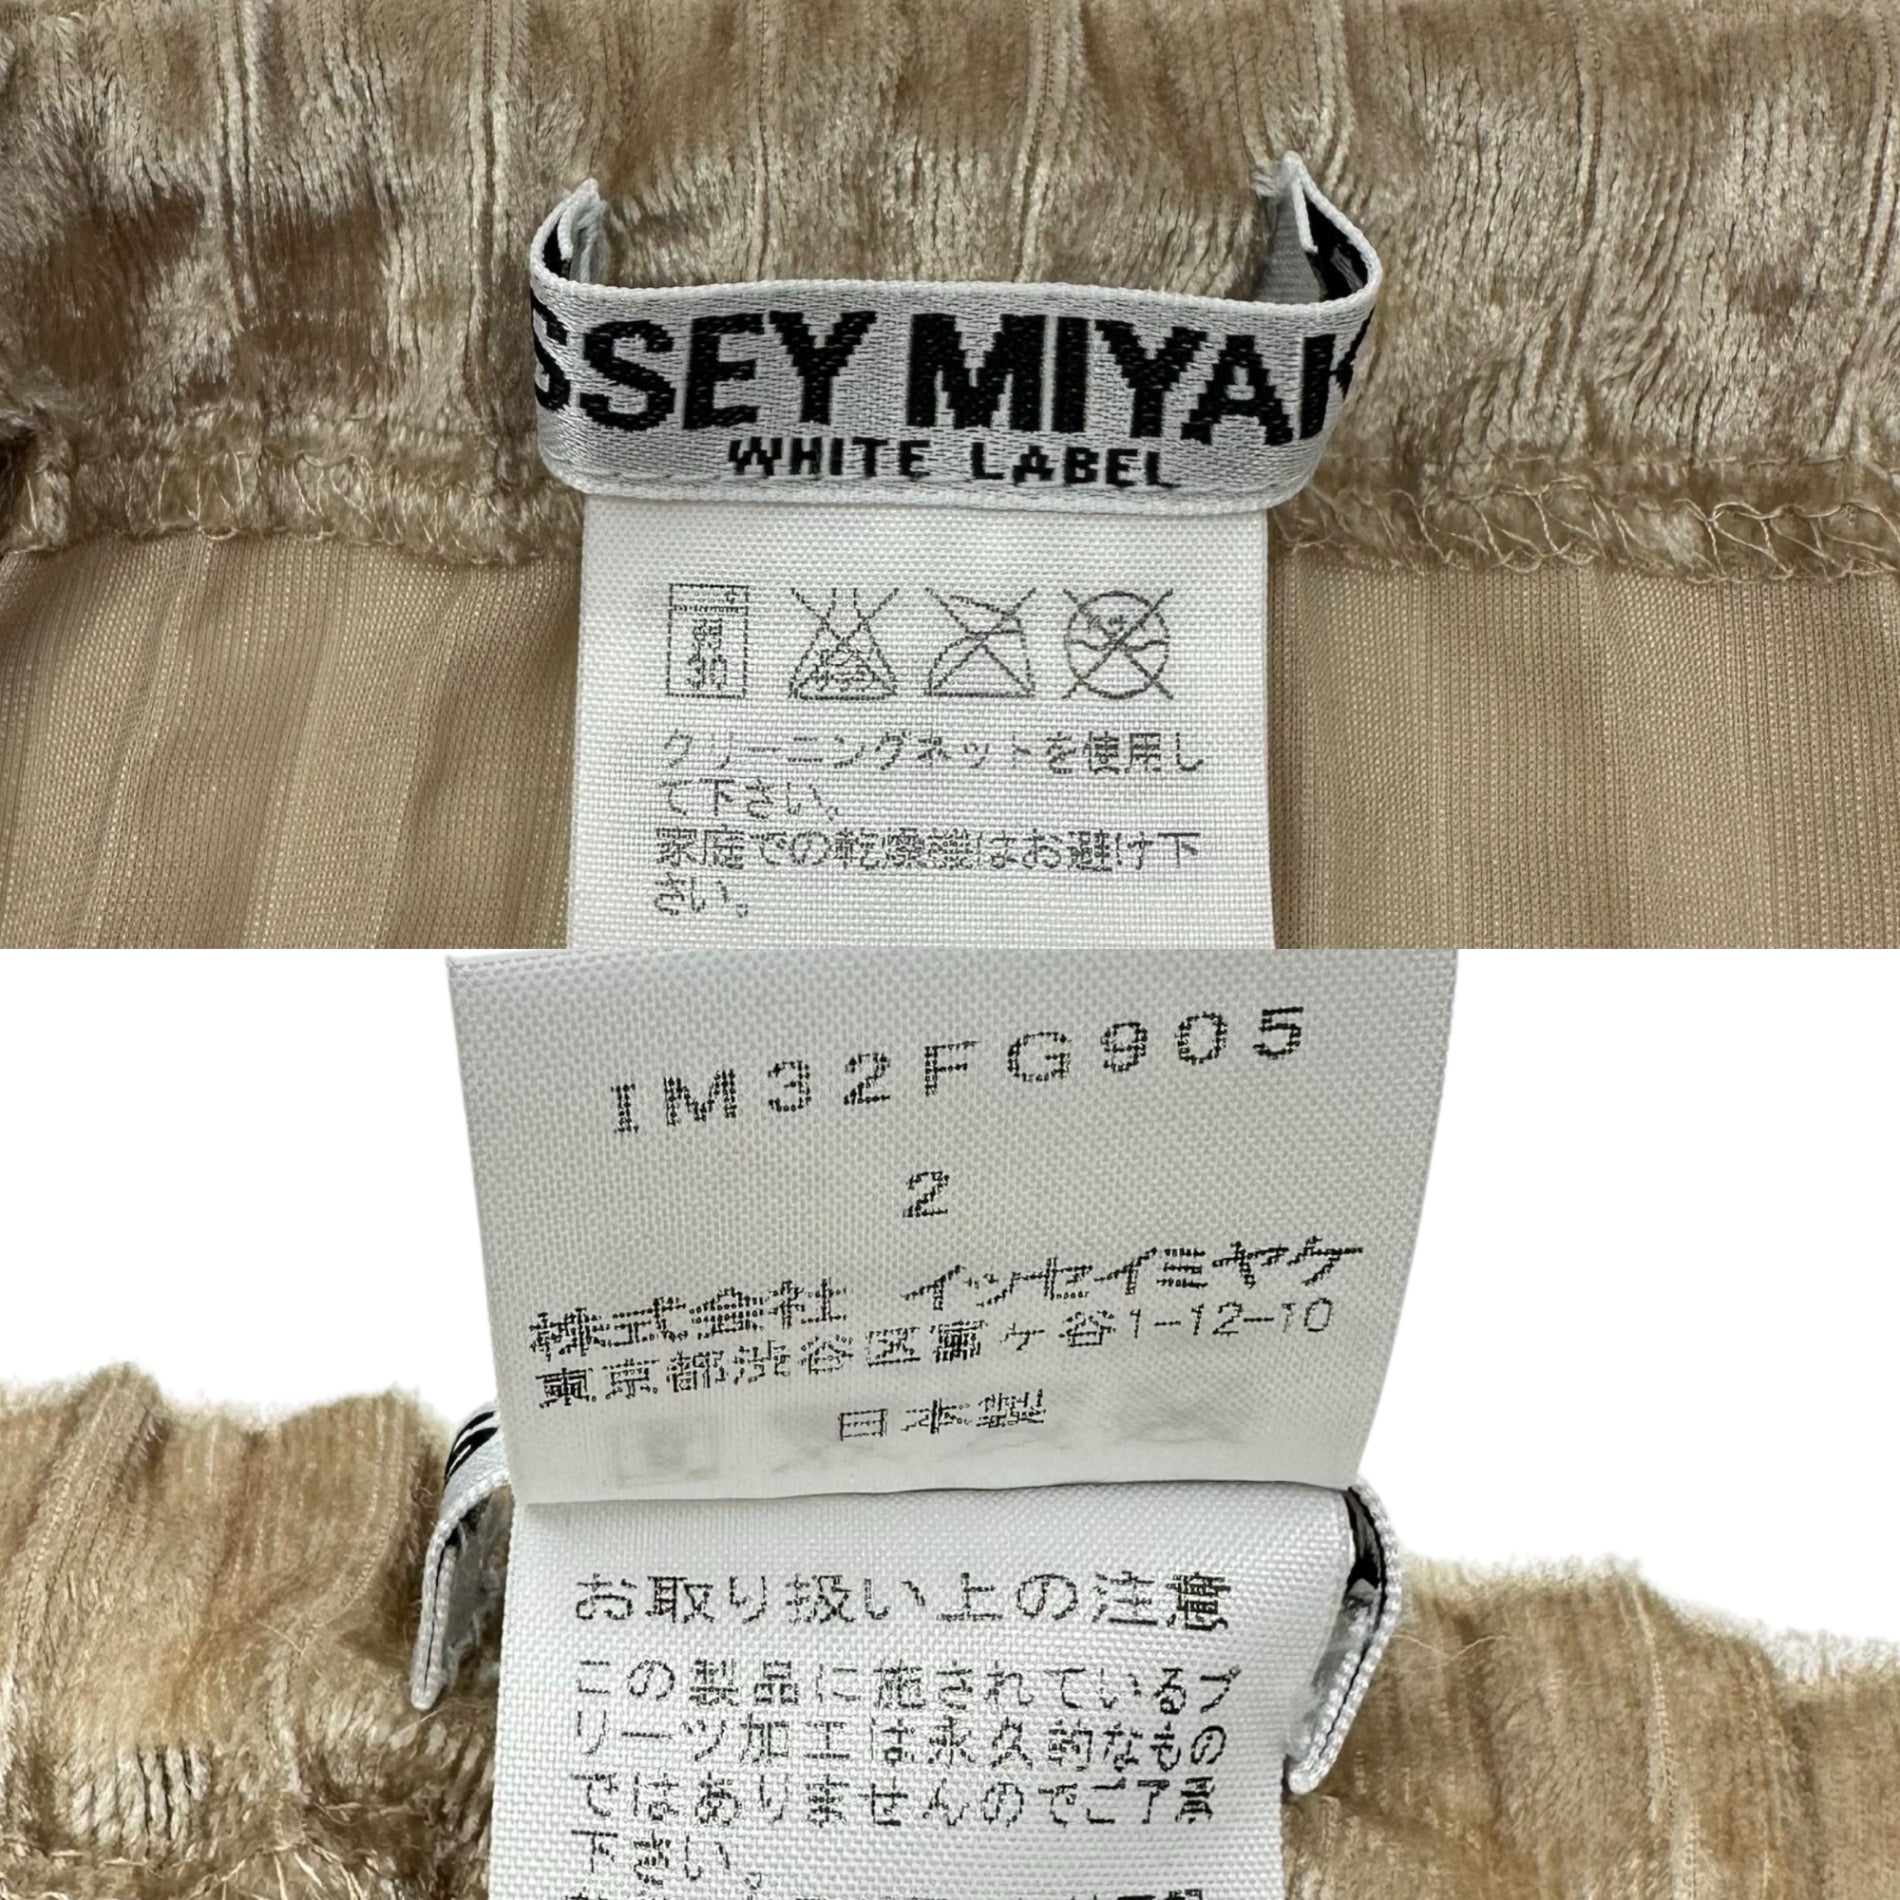 SSEY MIYAK
WHITE LABEL
クリーニングネットを使用し
て下さい。
家庭での乾燥機はお避け下
さい。
IM32FG905
2
株式会社 イッセイミヤケ
東京都渋谷区富ヶ谷1-12-10
日本製
お取り扱い上の注意
この製品に施されているプ
リーツ加工は永久的なもの
ではありませんのでご了承
下さい。